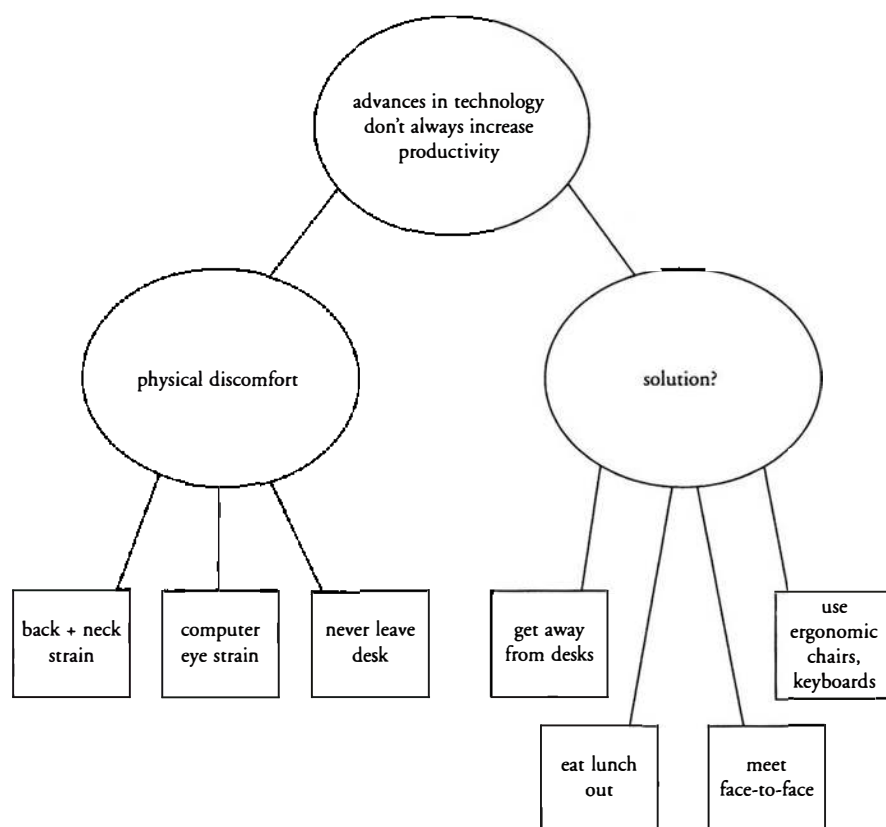 advances in technology
don't always increase
productivity
physical discomfort
solution?
back + neck
strain
computer
eye strain
never leave
desk
get away
from desks
use
ergonomic
chairs,
keyboards
eat lunch
out
meet
face-to-face